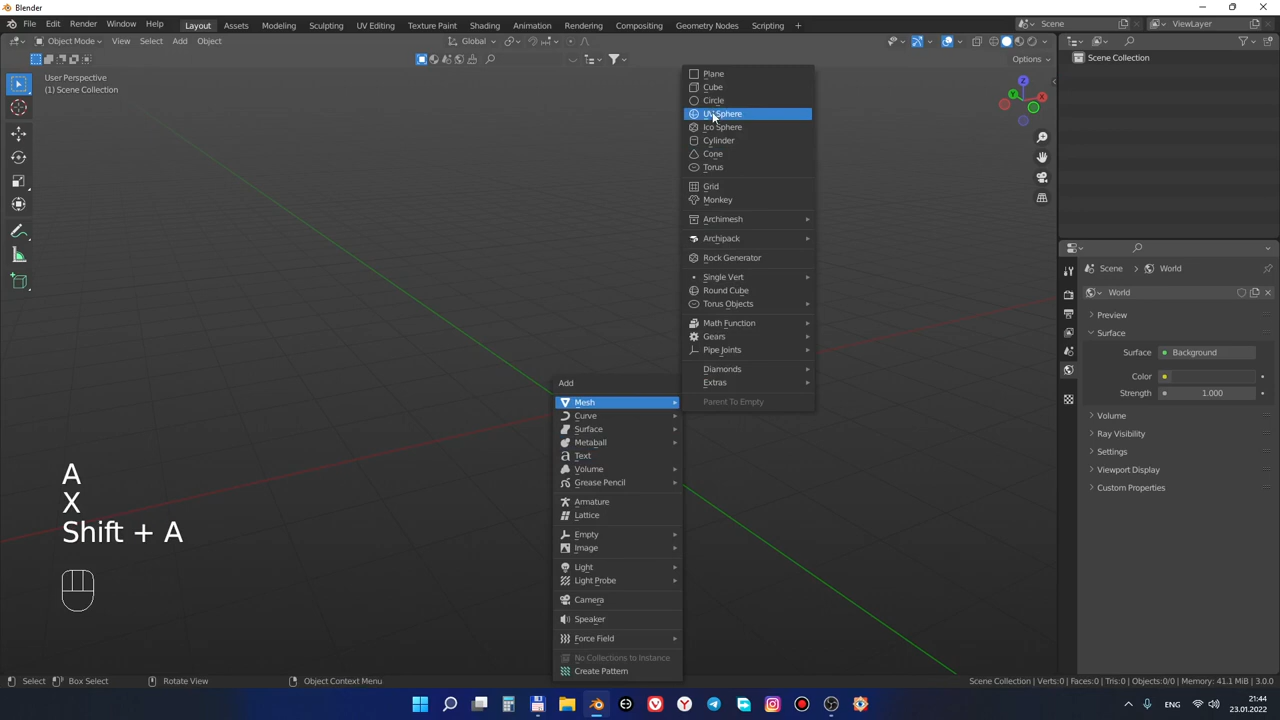 Blender
File Edit Render Window Help Layout Assets Modeling Sculpting UV Editing Texture Paint Shading Animation Rendering Compositing Geometry Nodes Scripting + Scene ViewLayer
Object Mode View Select Add Object Global
Options
User Perspective
(1) Scene Collection
Scene Collection
Z
Y
X
Plane
Cube
Circle
UV Sphere
Ico Sphere
Cylinder
Cone
Torus
Grid
Monkey
Archimesh
Archipack
Rock Generator
Single Vert
Round Cube
Torus Objects
Math Function
Gears
Pipe Joints
Diamonds
Extras
Parent To Empty
Add
Mesh
Curve
Surface
Metaball
Text
Volume
Grease Pencil
Armature
Lattice
Empty
Image
Light
Light Probe
Camera
Speaker
Force Field
No Collections to Instance
Create Pattern
Scene World
World
Preview
Surface
Surface Background
Color
Strength 1.000
Volume
Ray Visibility
Settings
Viewport Display
Custom Properties
A
X
Shift + A
Select Box Select Rotate View Object Context Menu Scene Collection | Verts:0 | Faces:0 | Tris:0 | Objects:0/0 | Memory: 41.1 MiB | 3.0.0
ENG
21:44
23.01.2022